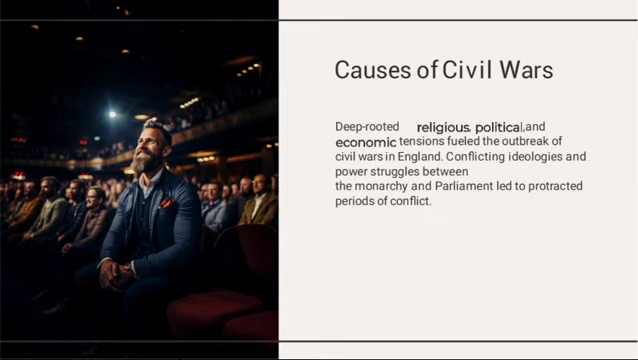 Causes of Civil Wars
Deep-rooted religious, political, and
economic tensions fueled the outbreak of
civil wars in England. Conflicting ideologies and
power struggles between
the monarchy and Parliament led to protracted
periods of conflict.